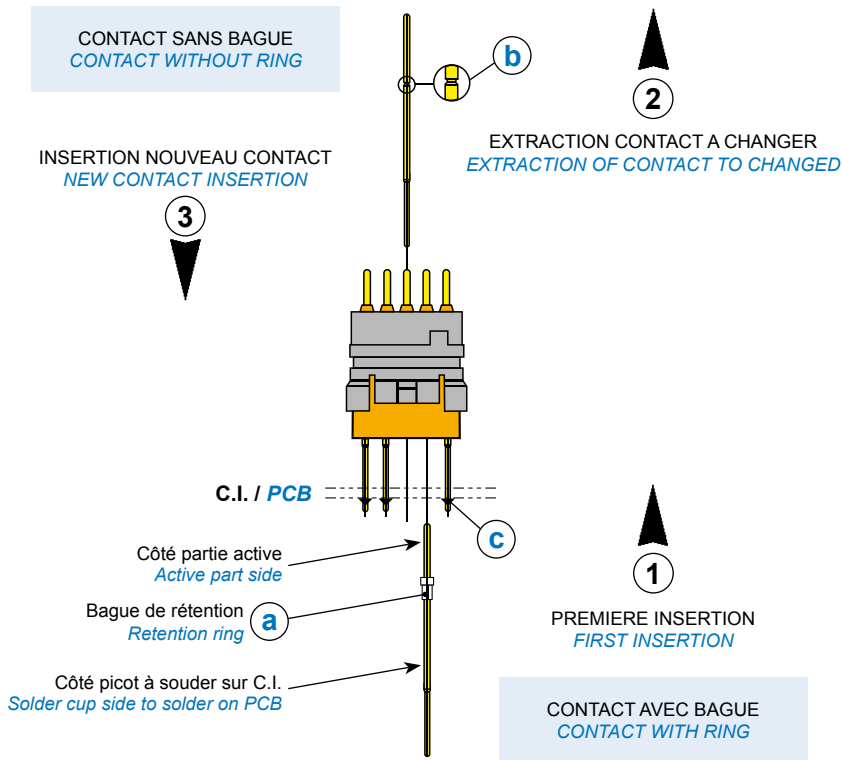 CONTACT SANS BAGUE
CONTACT WITHOUT RING
b
2
EXTRACTION CONTACT A CHANGER
EXTRACTION OF CONTACT TO CHANGED
INSERTION NOUVEAU CONTACT
NEW CONTACT INSERTION
3
C.I. / PCB
c
Côté partie active
Active part side
1
Bague de rétention
Retention ring
a
PREMIERE INSERTION
FIRST INSERTION
Côté picot à souder sur C.I.
Solder cup side to solder on PCB
CONTACT AVEC BAGUE
CONTACT WITH RING